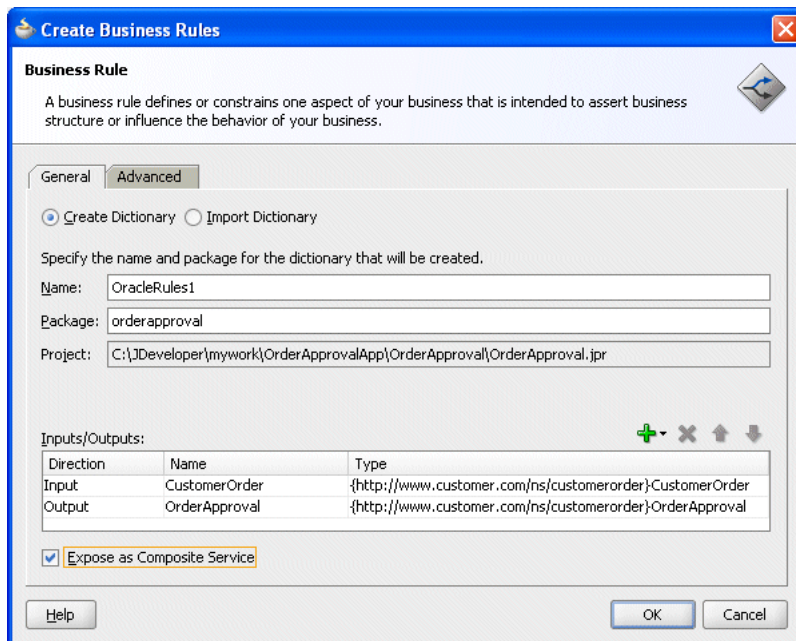 Create Business Rules
Business Rule
A business rule defines or constrains one aspect of your business that is intended to assert business
structure or influence the behavior of your business.
General Advanced
Create Dictionary Import Dictionary
Specify the name and package for the dictionary that will be created.
Name: OracleRules1
Package: orderapproval
Project: C:\JDeveloper\mywork\OrderApprovalApp\OrderApproval\OrderApproval.jpr
Inputs/Outputs:
Direction Name Type
Input CustomerOrder {http://www.customer.com/ns/customerorder}CustomerOrder
Output OrderApproval {http://www.customer.com/ns/customerorder}OrderApproval
Expose as Composite Service
Help OK Cancel